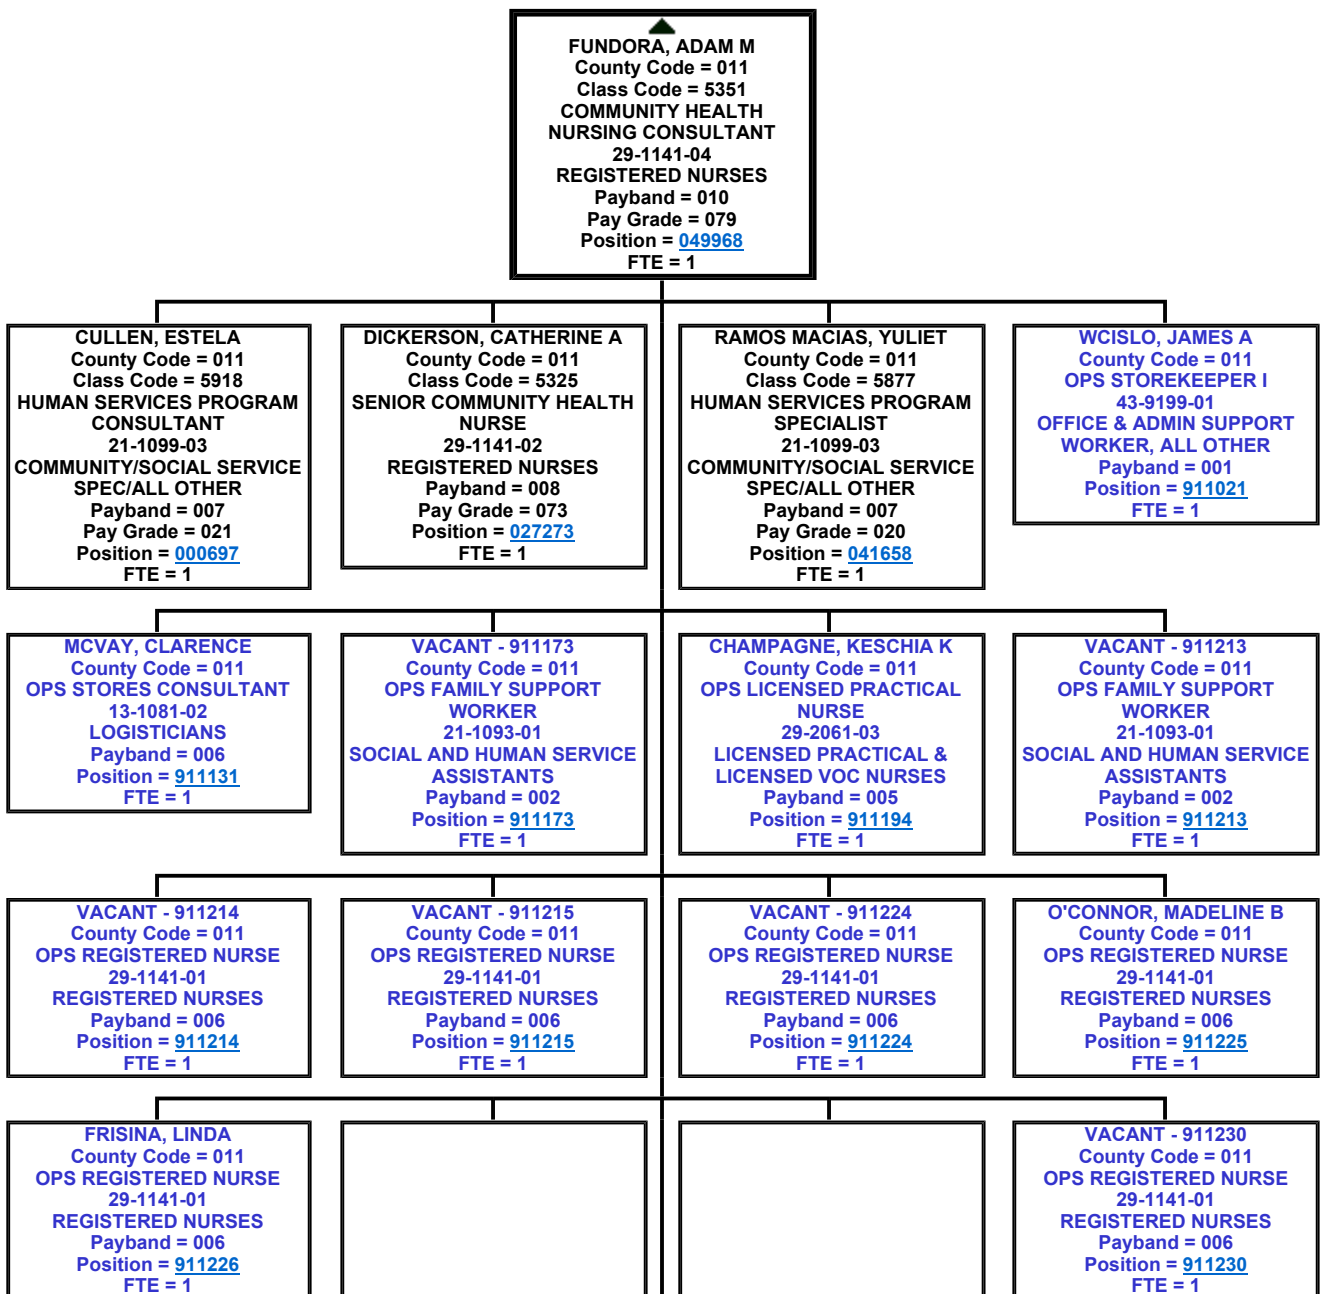 FUNDORA, ADAM M
County Code = 011
Class Code = 5351
COMMUNITY HEALTH
NURSING CONSULTANT
29-1141-04
REGISTERED NURSES
Payband = 010
Pay Grade = 079
Position = 049968
FTE = 1
CULLEN, ESTELA
County Code = 011
Class Code = 5918
HUMAN SERVICES PROGRAM
CONSULTANT
21-1099-03
COMMUNITY/SOCIAL SERVICE
SPEC/ALL OTHER
Payband = 007
Pay Grade = 021
Position = 000697
FTE = 1
DICKERSON, CATHERINE A
County Code = 011
Class Code = 5325
SENIOR COMMUNITY HEALTH
NURSE
29-1141-02
REGISTERED NURSES
Payband = 008
Pay Grade = 073
Position = 027273
FTE = 1
RAMOS MACIAS, YULIET
County Code = 011
Class Code = 5877
HUMAN SERVICES PROGRAM
SPECIALIST
21-1099-03
COMMUNITY/SOCIAL SERVICE
SPEC/ALL OTHER
Payband = 007
Pay Grade = 020
Position = 041658
FTE = 1
WCISLO, JAMES A
County Code = 011
OPS STOREKEEPER I
43-9199-01
OFFICE & ADMIN SUPPORT
WORKER, ALL OTHER
Payband = 001
Position = 911021
FTE = 1
MCVAY, CLARENCE
County Code = 011
OPS STORES CONSULTANT
13-1081-02
LOGISTICIANS
Payband = 006
Position = 911131
FTE = 1
VACANT - 911173
County Code = 011
OPS FAMILY SUPPORT
WORKER
21-1093-01
SOCIAL AND HUMAN SERVICE
ASSISTANTS
Payband = 002
Position = 911173
FTE = 1
CHAMPAGNE, KESCHIA K
County Code = 011
OPS LICENSED PRACTICAL
NURSE
29-2061-03
LICENSED PRACTICAL &
LICENSED VOC NURSES
Payband = 005
Position = 911194
FTE = 1
VACANT - 911213
County Code = 011
OPS FAMILY SUPPORT
WORKER
21-1093-01
SOCIAL AND HUMAN SERVICE
ASSISTANTS
Payband = 002
Position = 911213
FTE = 1
VACANT - 911214
County Code = 011
OPS REGISTERED NURSE
29-1141-01
REGISTERED NURSES
Payband = 006
Position = 911214
FTE = 1
VACANT - 911215
County Code = 011
OPS REGISTERED NURSE
29-1141-01
REGISTERED NURSES
Payband = 006
Position = 911215
FTE = 1
VACANT - 911224
County Code = 011
OPS REGISTERED NURSE
29-1141-01
REGISTERED NURSES
Payband = 006
Position = 911224
FTE = 1
O'CONNOR, MADELINE B
County Code = 011
OPS REGISTERED NURSE
29-1141-01
REGISTERED NURSES
Payband = 006
Position = 911225
FTE = 1
FRISINA, LINDA
County Code = 011
OPS REGISTERED NURSE
29-1141-01
REGISTERED NURSES
Payband = 006
Position = 911226
FTE = 1
VACANT - 911230
County Code = 011
OPS REGISTERED NURSE
29-1141-01
REGISTERED NURSES
Payband = 006
Position = 911230
FTE = 1